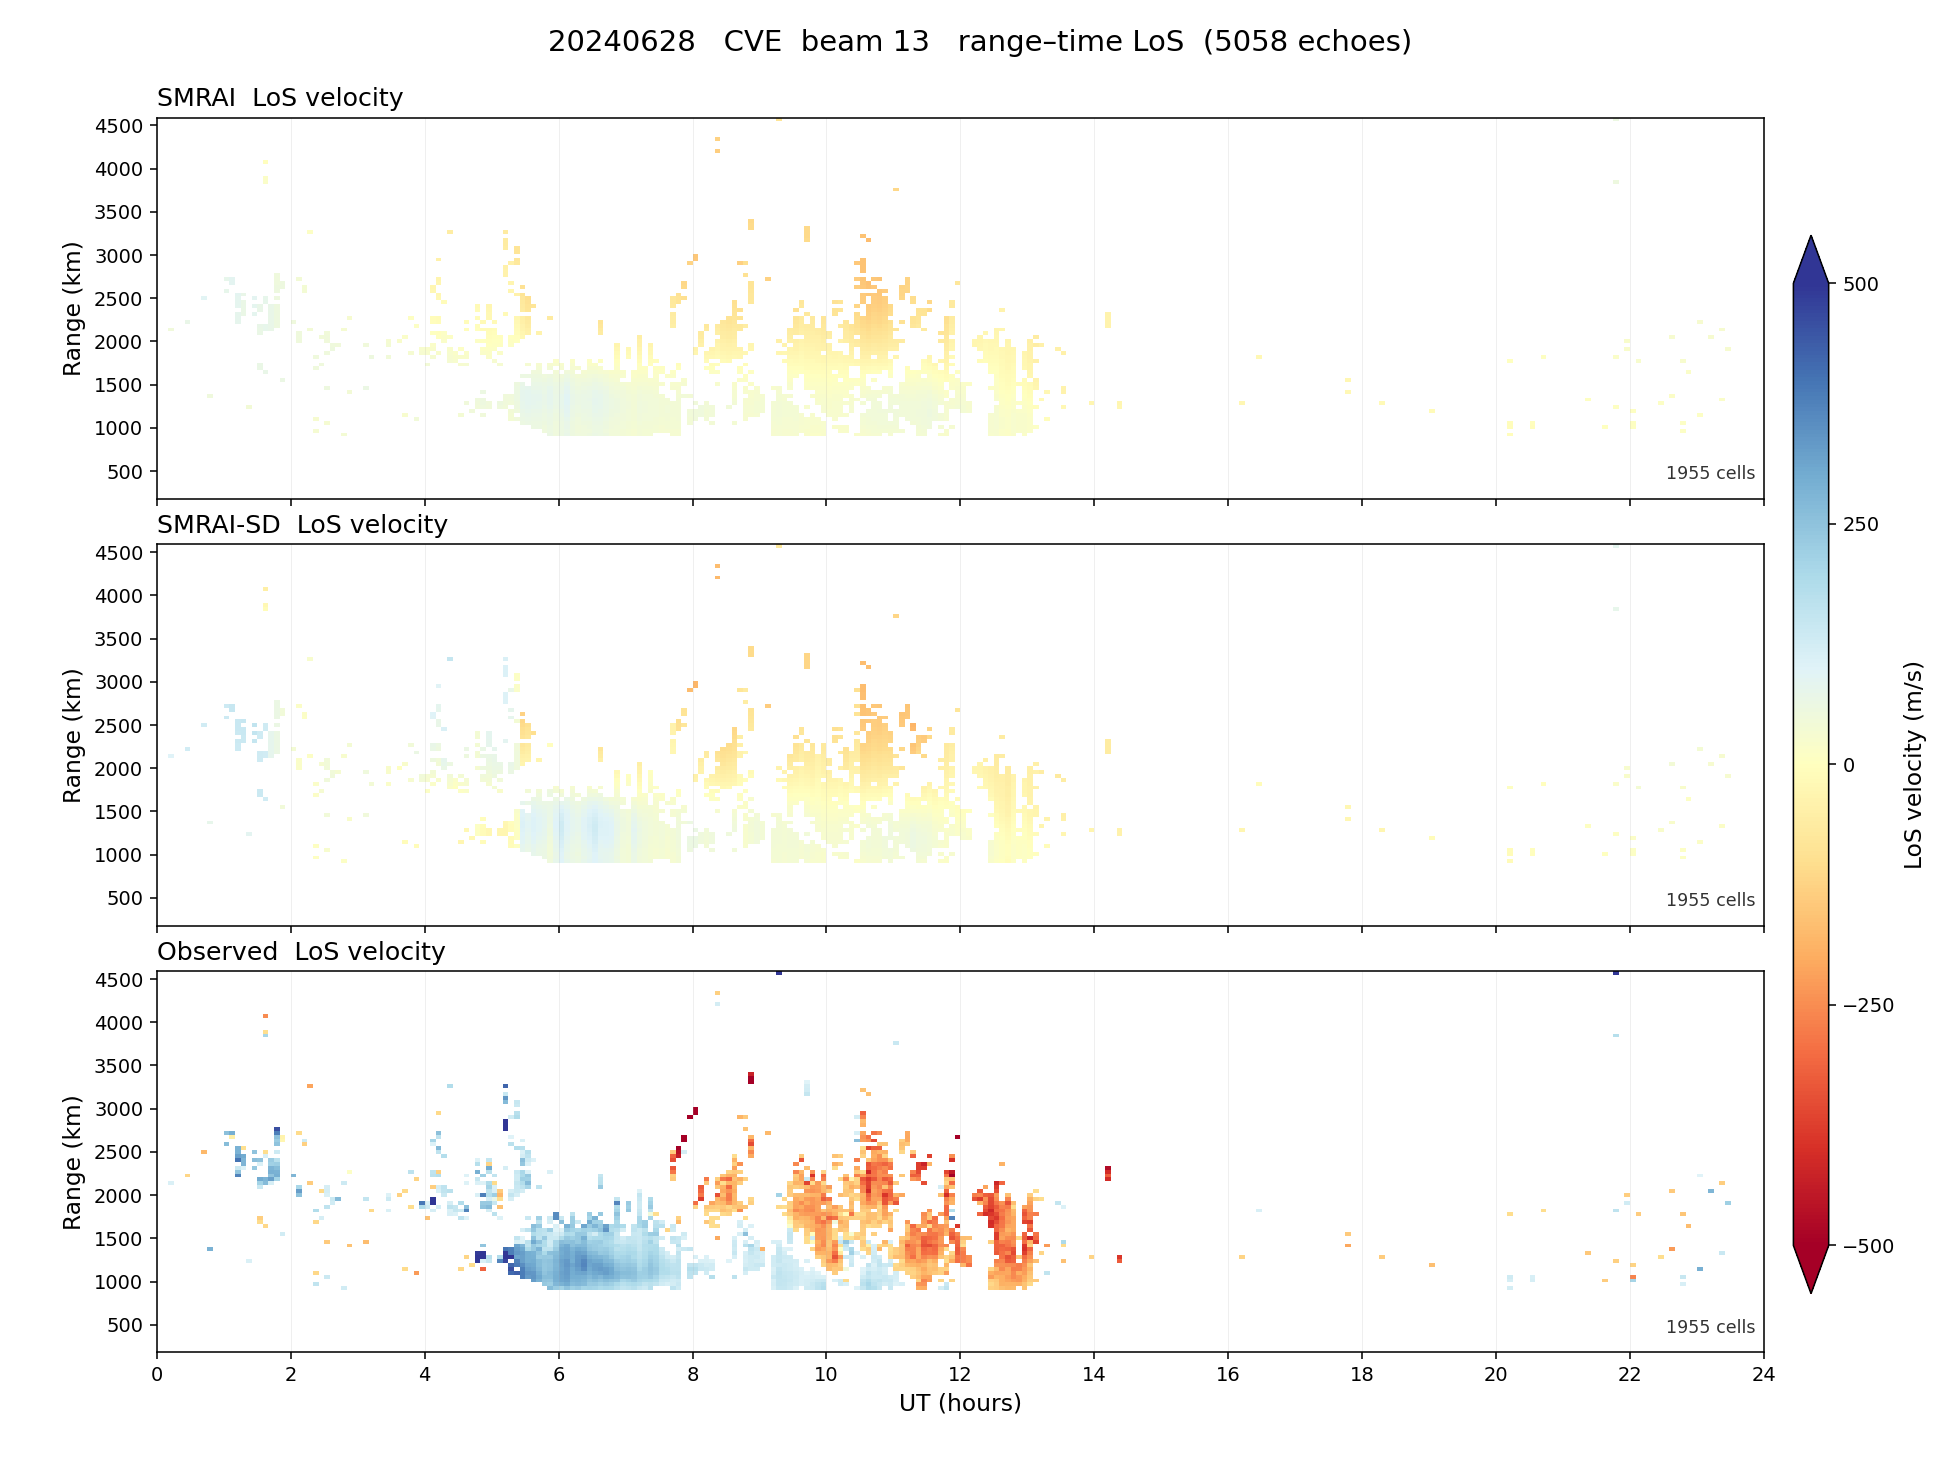 20240628   CVE  beam 13   range–time LoS  (5058 echoes)
SMRAI  LoS velocity
4500
4000
3500
3000
2500
2000
1500
1000
500
Range (km)
1955 cells
SMRAI-SD  LoS velocity
4500
4000
3500
3000
2500
2000
1500
1000
500
Range (km)
1955 cells
Observed  LoS velocity
4500
4000
3500
3000
2500
2000
1500
1000
500
Range (km)
1955 cells
0 2 4 6 8 10 12 14 16 18 20 22 24
UT (hours)
500
250
0
−250
−500
LoS velocity (m/s)